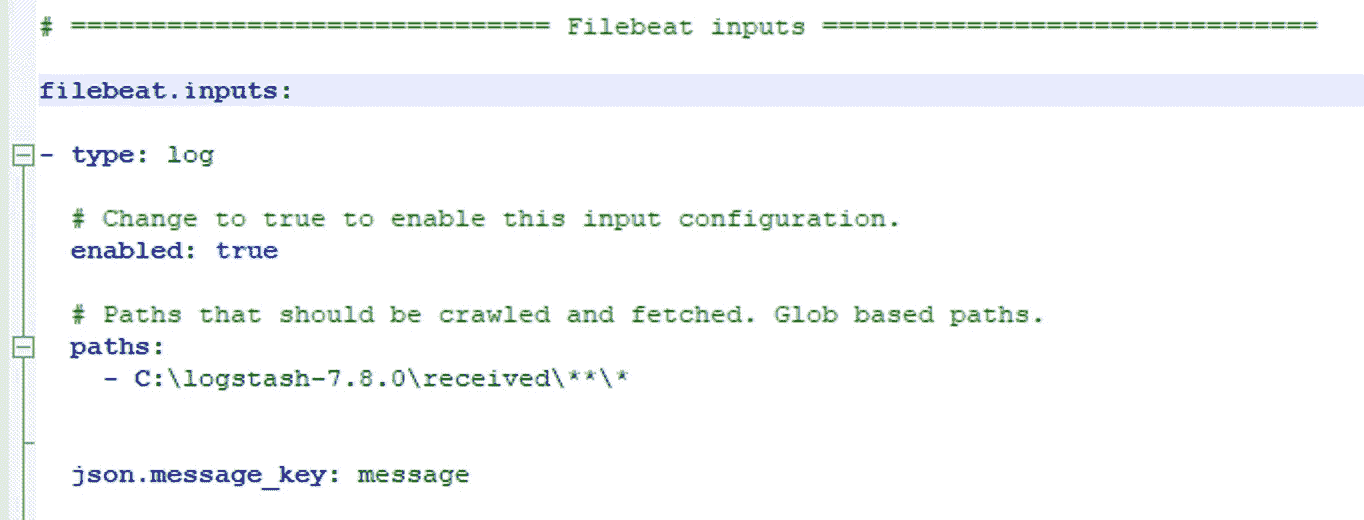 # ============================== Filebeat inputs ===============================
filebeat.inputs:
- type: log
# Change to true to enable this input configuration.
enabled: true
# Paths that should be crawled and fetched. Glob based paths.
paths:
- C:\logstash-7.8.0\received\**\*
json.message_key: message